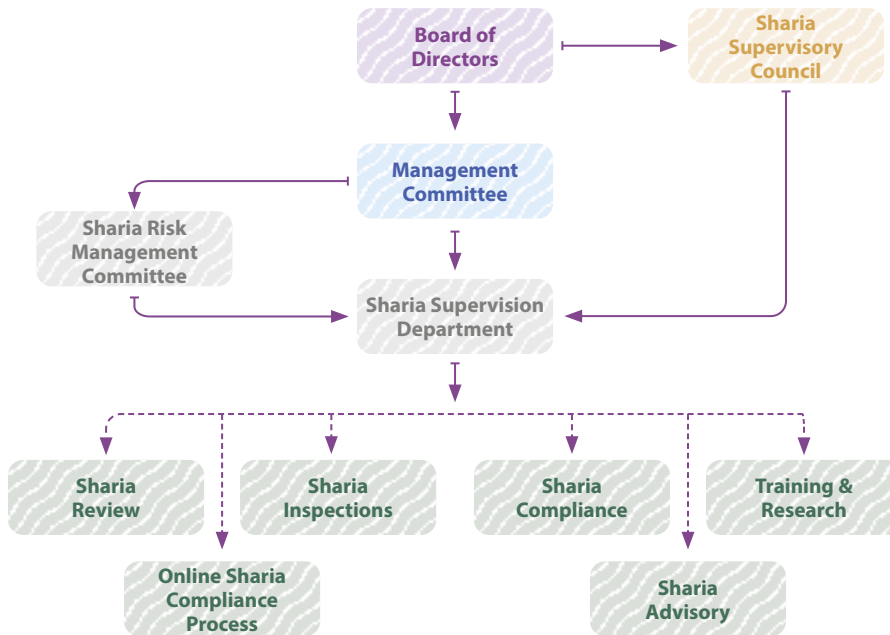 Board of
Directors
Sharia
Supervisory
Council
Management
Committee
Sharia Risk
Management
Committee
Sharia Supervision
Department
Sharia
Review
Sharia
Inspections
Sharia
Compliance
Training &
Research
Online Sharia
Compliance
Process
Sharia
Advisory